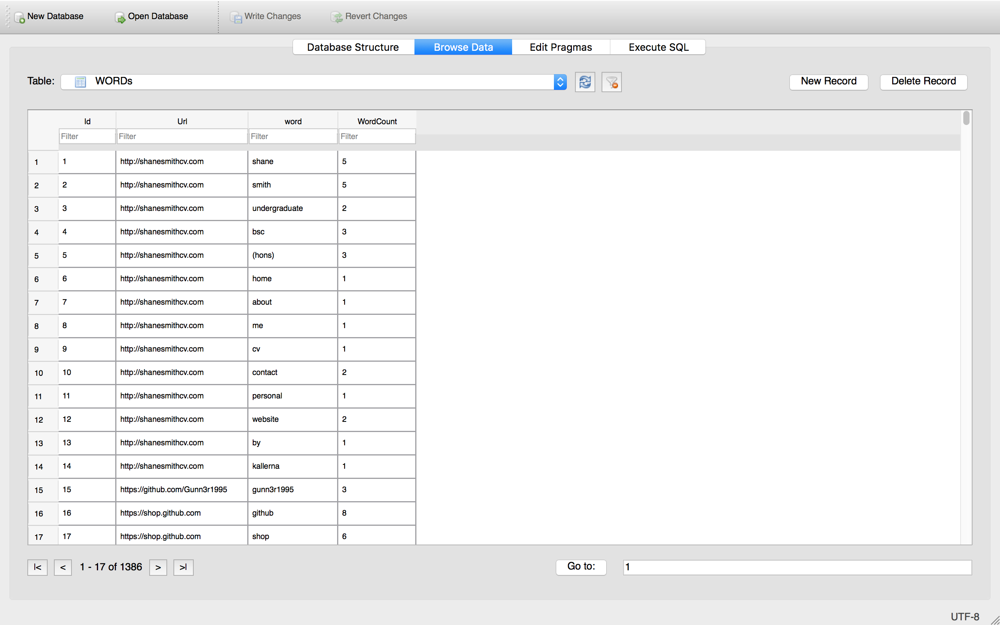 New Database Open Database Write Changes Revert Changes
Database Structure Browse Data Edit Pragmas Execute SQL
Table: WORDs New Record Delete Record
Id Url word WordCount
Filter Filter Filter Filter
1 1 http://shanesmithcv.com shane 5
2 2 http://shanesmithcv.com smith 5
3 3 http://shanesmithcv.com undergraduate 2
4 4 http://shanesmithcv.com bsc 3
5 5 http://shanesmithcv.com (hons) 3
6 6 http://shanesmithcv.com home 1
7 7 http://shanesmithcv.com about 1
8 8 http://shanesmithcv.com me 1
9 9 http://shanesmithcv.com cv 1
10 10 http://shanesmithcv.com contact 2
11 11 http://shanesmithcv.com personal 1
12 12 http://shanesmithcv.com website 2
13 13 http://shanesmithcv.com by 1
14 14 http://shanesmithcv.com kallerna 1
15 15 https://github.com/Gunn3r1995 gunn3r1995 3
16 16 https://shop.github.com github 8
17 17 https://shop.github.com shop 6
|< < 1 - 17 of 1386 > >| Go to: 1
UTF-8